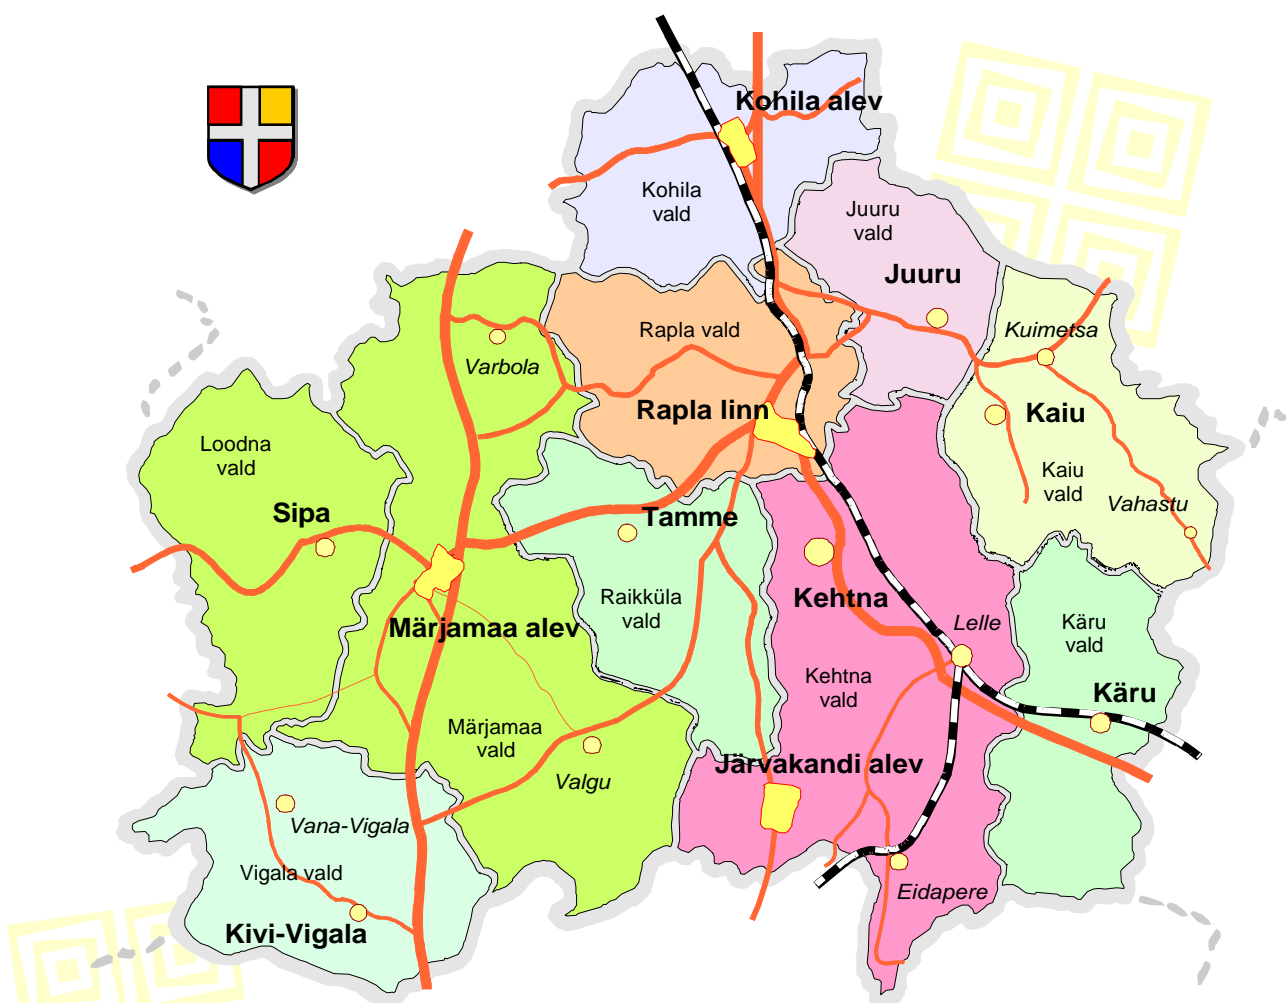 Kohila alev
Kohila
vald
Juuru
vald
Juuru
Rapla vald
Kuimetsa
Varbola
Rapla linn
Kaiu
Loodna
vald
Kaiu
vald
Vahastu
Sipa
Tamme
Raikküla
vald
Kehtna
Märjamaa alev
Lelle
Käru
vald
Kehtna
vald
Käru
Märjamaa
vald
Järvakandi alev
Valgu
Vana-Vigala
Vigala vald
Eidapere
Kivi-Vigala